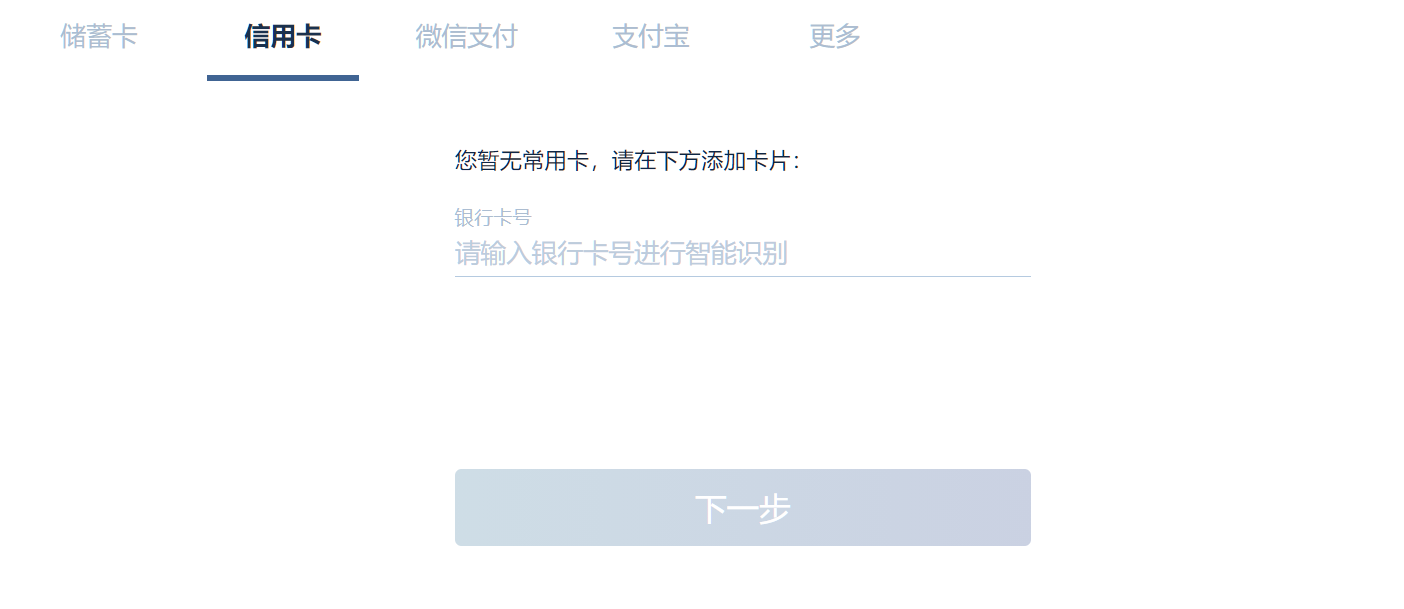 储蓄卡 信用卡 微信支付 支付宝 更多
您暂无常用卡，请在下方添加卡片：
银行卡号
请输入银行卡号进行智能识别
下一步